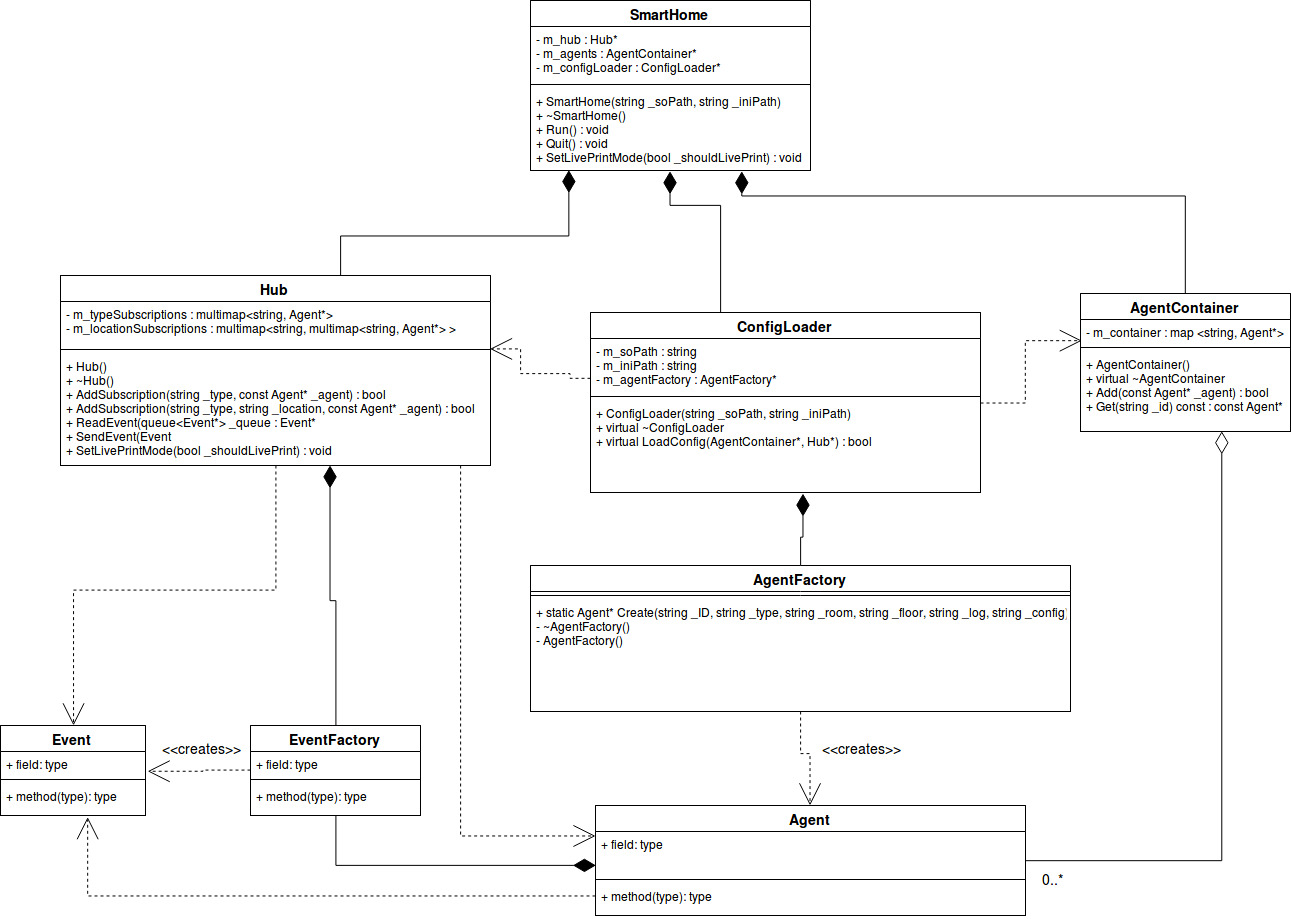 SmartHome
- m_hub : Hub*
- m_agents : AgentContainer*
- m_configLoader : ConfigLoader*
+ SmartHome(string _soPath, string _iniPath)
+ ~SmartHome()
+ Run() : void
+ Quit() : void
+ SetLivePrintMode(bool _shouldLivePrint) : void
Hub
- m_typeSubscriptions : multimap<string, Agent*>
- m_locationSubscriptions : multimap<string, multimap<string, Agent*> >
+ Hub()
+ ~Hub()
+ AddSubscription(string _type, const Agent* _agent) : bool
+ AddSubscription(string _type, string _location, const Agent* _agent) : bool
+ ReadEvent(queue<Event*> _queue : Event*
+ SendEvent(Event
+ SetLivePrintMode(bool _shouldLivePrint) : void
ConfigLoader
- m_soPath : string
- m_iniPath : string
- m_agentFactory : AgentFactory*
+ ConfigLoader(string _soPath, string _iniPath)
+ virtual ~ConfigLoader
+ virtual LoadConfig(AgentContainer*, Hub*) : bool
AgentContainer
- m_container : map <string, Agent*>
+ AgentContainer()
+ virtual ~AgentContainer
+ Add(const Agent* _agent) : bool
+ Get(string _id) const : const Agent*
AgentFactory
+ static Agent* Create(string _ID, string _type, string _room, string _floor, string _log, string _config)
- ~AgentFactory()
- AgentFactory()
Event
+ field: type
+ method(type): type
<<creates>>
EventFactory
+ field: type
+ method(type): type
<<creates>>
Agent
+ field: type
+ method(type): type
0..*